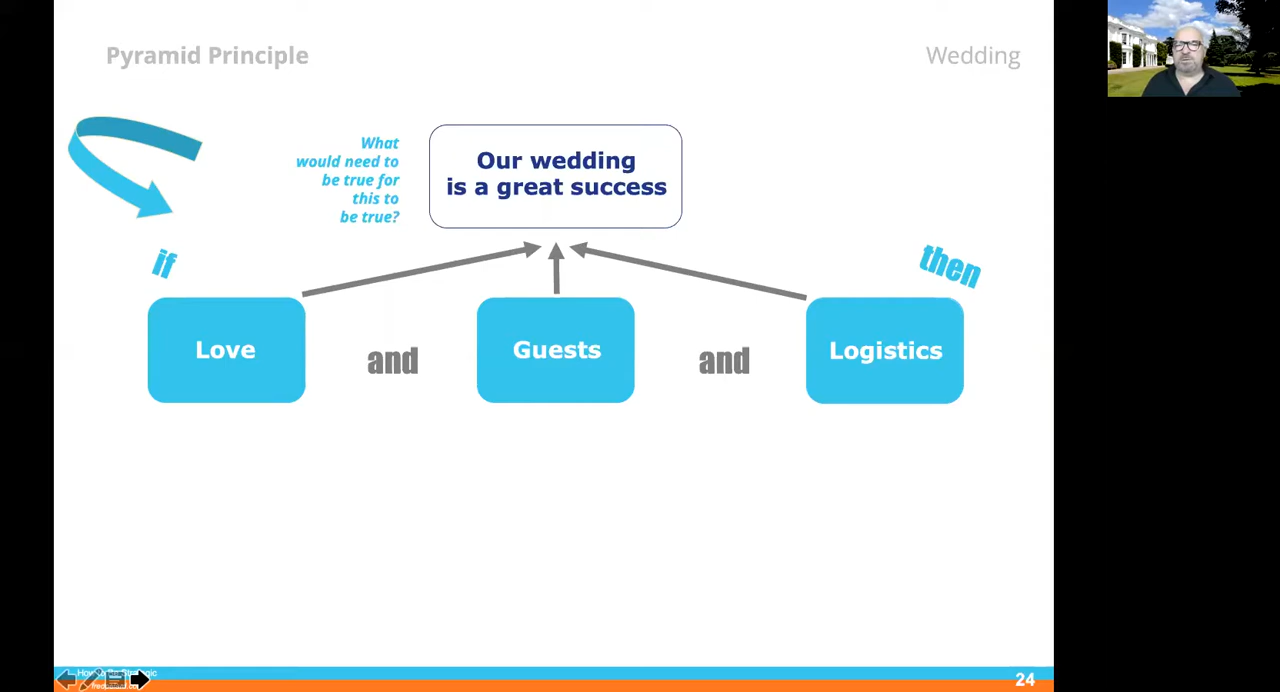 Pyramid Principle
Wedding
What
would need to
be true for
this to
be true?
Our wedding
is a great success
if
then
Love
and
Guests
and
Logistics
24